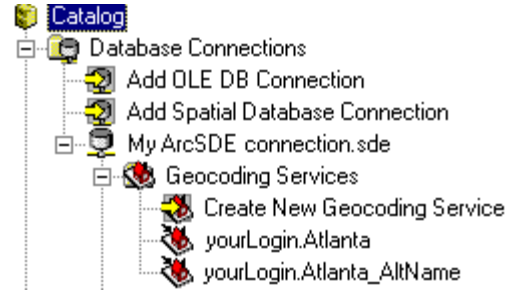 Catalog
Database Connections
Add OLE DB Connection
Add Spatial Database Connection
My ArcSDE connection.sde
Geocoding Services
Create New Geocoding Service
yourLogin.Atlanta
yourLogin.Atlanta_AltName